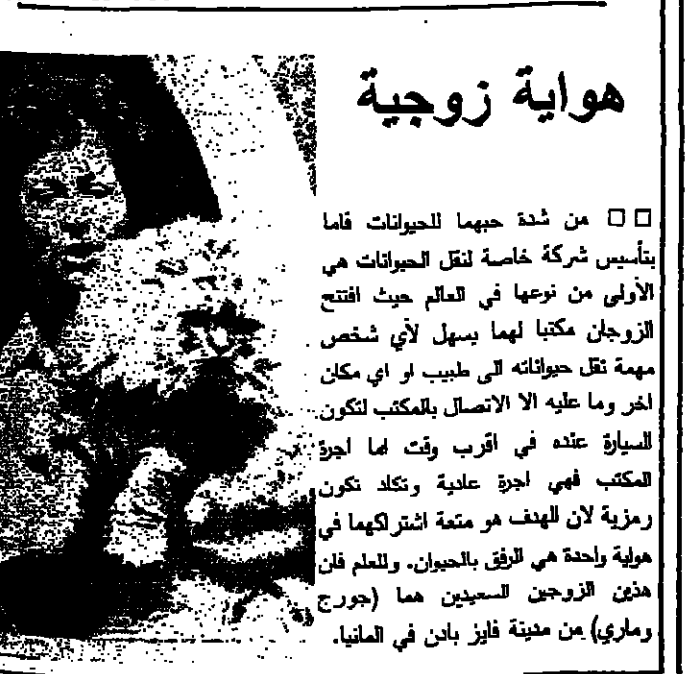 هواية زوجية
□ □ من شدة حبهما للحيوانات قاما
بتأسيس شركة خاصة لنقل الحيوانات هي
الأولى من نوعها في العالم حيث افتتح
الزوجان مكتبا لهما يسهل لأي شخص
مهمة نقل حيواناته الى طبيب او اي مكان
اخر وما عليه الا الاتصال بالمكتب لتكون
السيارة عنده في اقرب وقت اما اجرة
المكتب فهي اجرة عادية وتكاد تكون
رمزية لان الهدف هو متعة اشتراكهما في
هواية واحدة هي الرفق بالحيوان. وللعلم فان
هذين الزوجين السعيدين هما (جورج
وماري) من مدينة فايز بادن في المانيا.